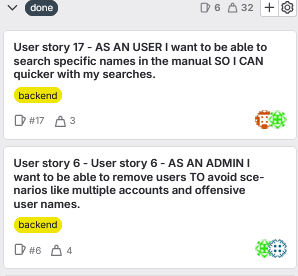 done 6 32
User story 17 - AS AN USER I want to be able to
search specific names in the manual SO I CAN
quicker with my searches.
backend
#17 3
User story 6 - User story 6 - AS AN ADMIN I
want to be able to remove users TO avoid sce-
narios like multiple accounts and offensive
user names.
backend
#6 4